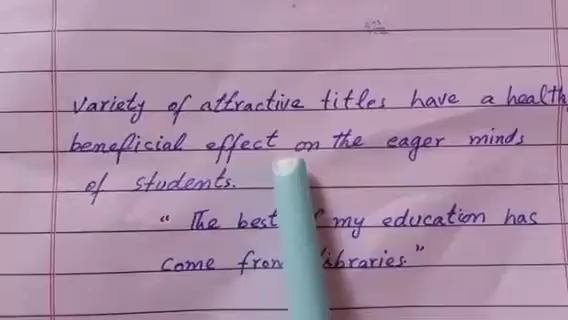 variety of attractive titles have a health
beneficial effect on the eager minds
of students.
" The best my education has
come from libraries."